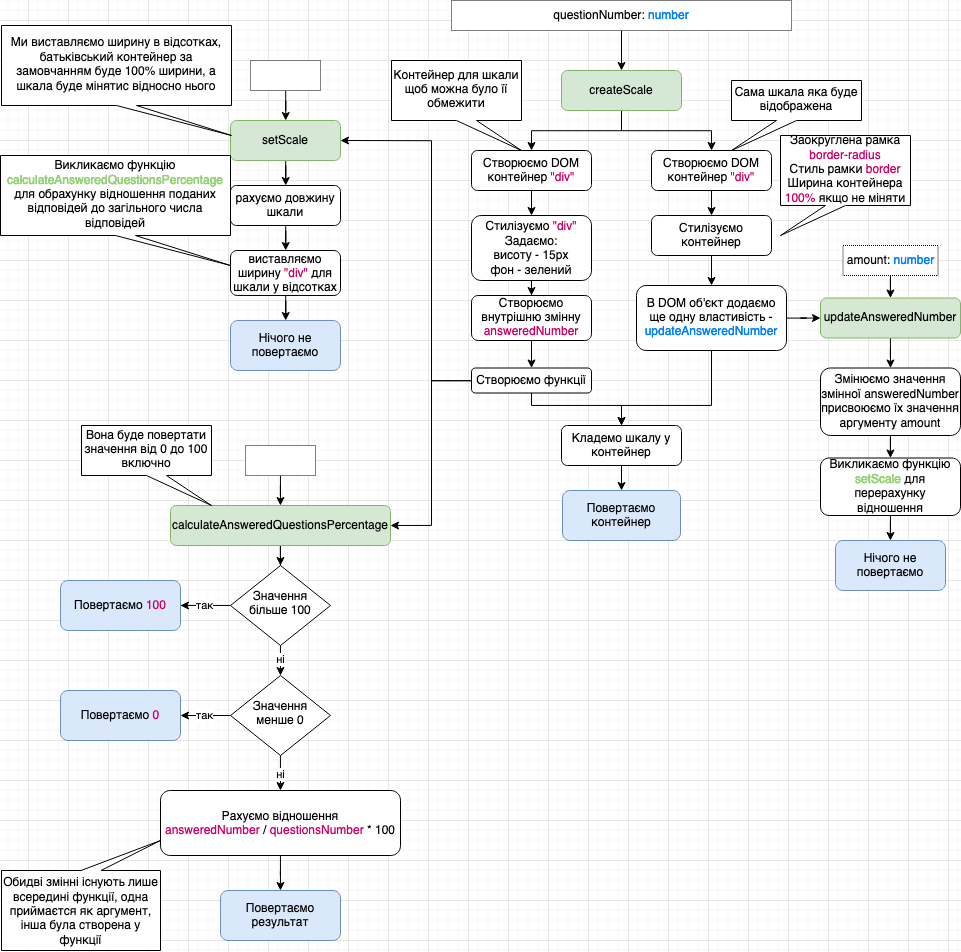 questionNumber: number
Ми виставляємо ширину в відсотках,
батьківський контейнер за
замовчанням буде 100% ширини, а
шкала буде мінятис відносно нього
Контейнер для шкали
щоб можна було її
обмежити
createScale
Сама шкала яка буде
відображена
setScale
Створюємо DOM
контейнер "div"
Створюємо DOM
контейнер "div"
Заокруглена рамка
border-radius
Стиль рамки border
Ширина контейнера
100% якщо не міняти
Викликаємо функцію
calculateAnsweredQuestionsPercentage
для обрахунку відношення поданих
відповідей до загільного числа
відповідей
рахуємо довжину
шкали
Стилізуємо "div"
Задаємо:
висоту - 15px
фон - зелений
Стилізуємо
контейнер
виставляємо
ширину "div" для
шкали у відсотках
amount: number
Створюємо
внутрішню змінну
answeredNumber
В DOM об'єкт додаємо
ще одну властивість -
updateAnsweredNumber
updateAnsweredNumber
Нічого не
повертаємо
Створюємо функції
Змінюємо значення
змінної answeredNumber
присвоюємо їх значення
аргументу amount
Вона буде повертати
значення від 0 до 100
включно
Кладемо шкалу у
контейнер
Викликаємо функцію
setScale для
перерахунку
відношення
calculateAnsweredQuestionsPercentage
Повертаємо
контейнер
Нічого не
повертаємо
Значення
більше 100
так
Повертаємо 100
ні
Значення
менше 0
так
Повертаємо 0
ні
Рахуємо відношення
answeredNumber / questionsNumber * 100
Обидві змінні існують лише
всередині функції, одна
приймаєтся як аргумент,
інша була створена у
функції
Повертаємо
результат